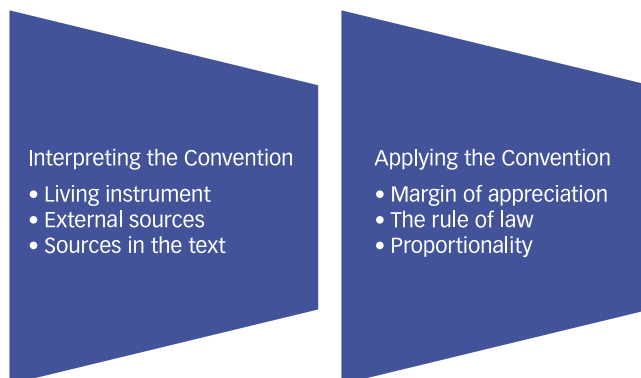 Interpreting the Convention
• Living instrument
• External sources
• Sources in the text
Applying the Convention
• Margin of appreciation
• The rule of law
• Proportionality